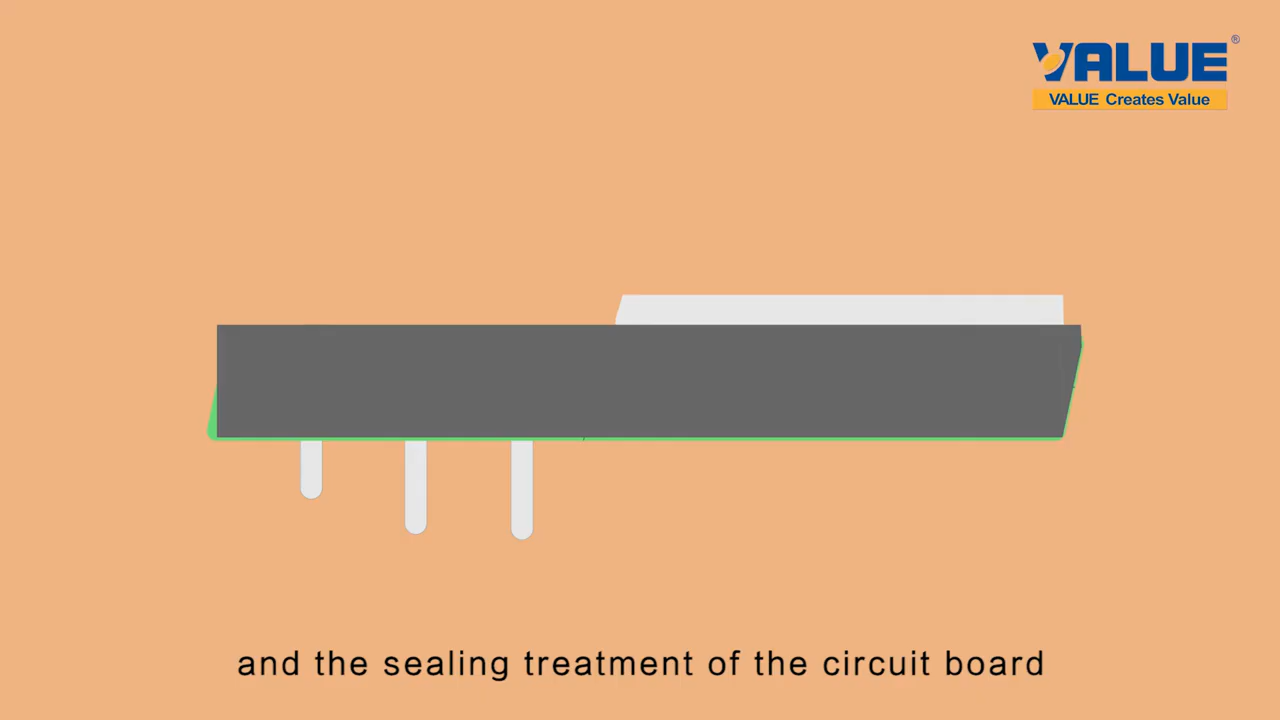 VALUE®
VALUE Creates Value
and the sealing treatment of the circuit board